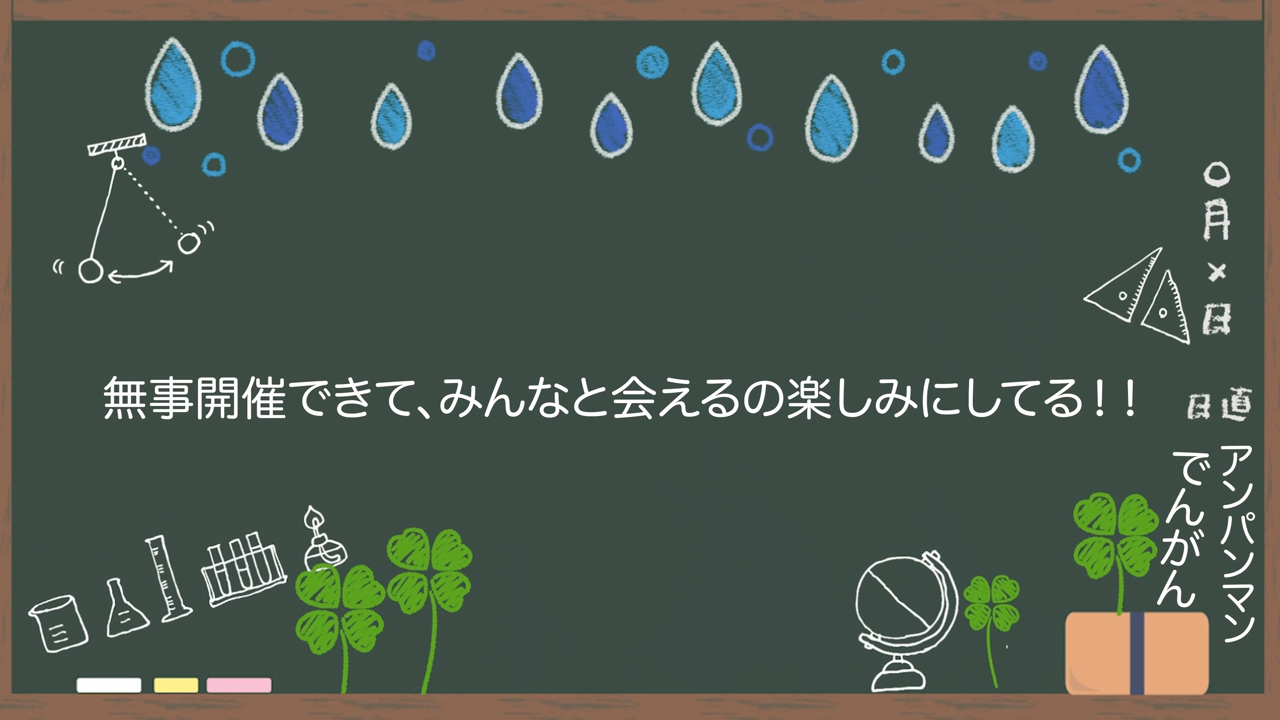 〇月×日
無事開催できて、みんなと会えるの楽しみにしてる！！
日直
アンパンマン
でんがん